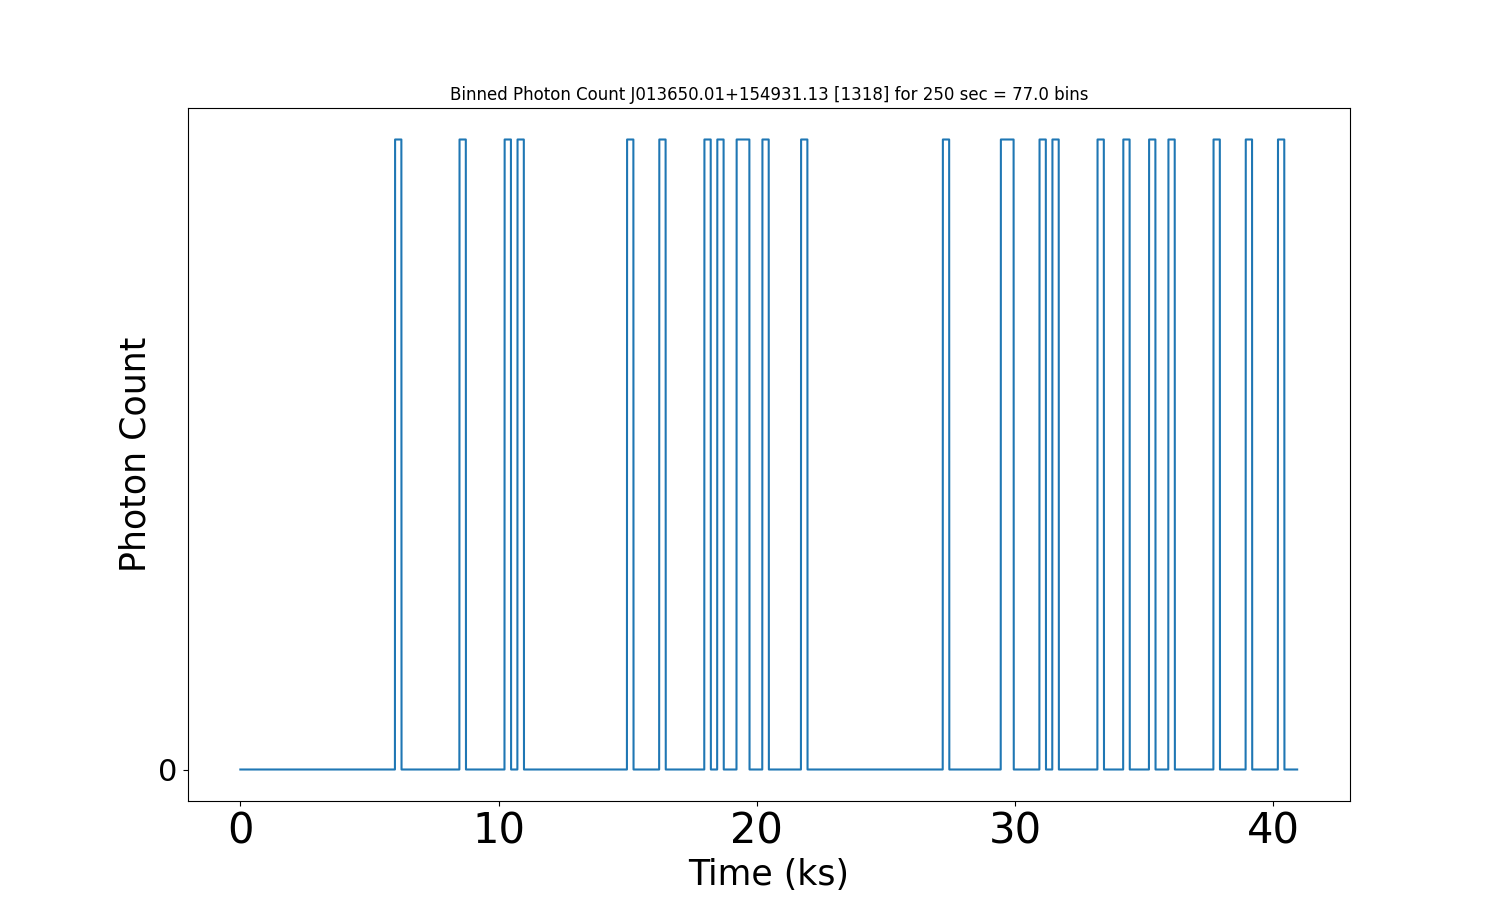 Binned Photon Count J013650.01+154931.13 [1318] for 250 sec = 77.0 bins
Photon Count
0
0 10 20 30 40
Time (ks)